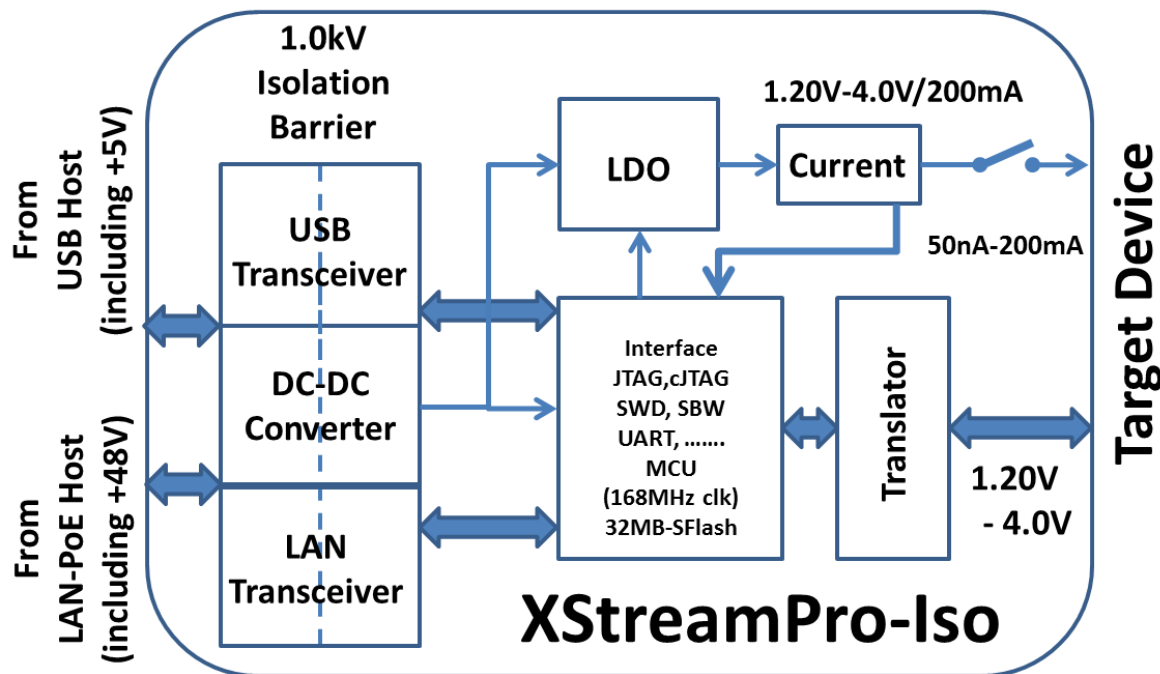 1.0kV
Isolation
Barrier
From
USB Host
(including +5V)
From
LAN-PoE Host
(including +48V)
USB
Transceiver
DC-DC
Converter
LAN
Transceiver
LDO
1.20V-4.0V/200mA
Current
50nA-200mA
Interface
JTAG,cJTAG
SWD, SBW
UART, …….
MCU
(168MHz clk)
32MB-SFlash
Translator
1.20V
- 4.0V
Target Device
XStreamPro-Iso